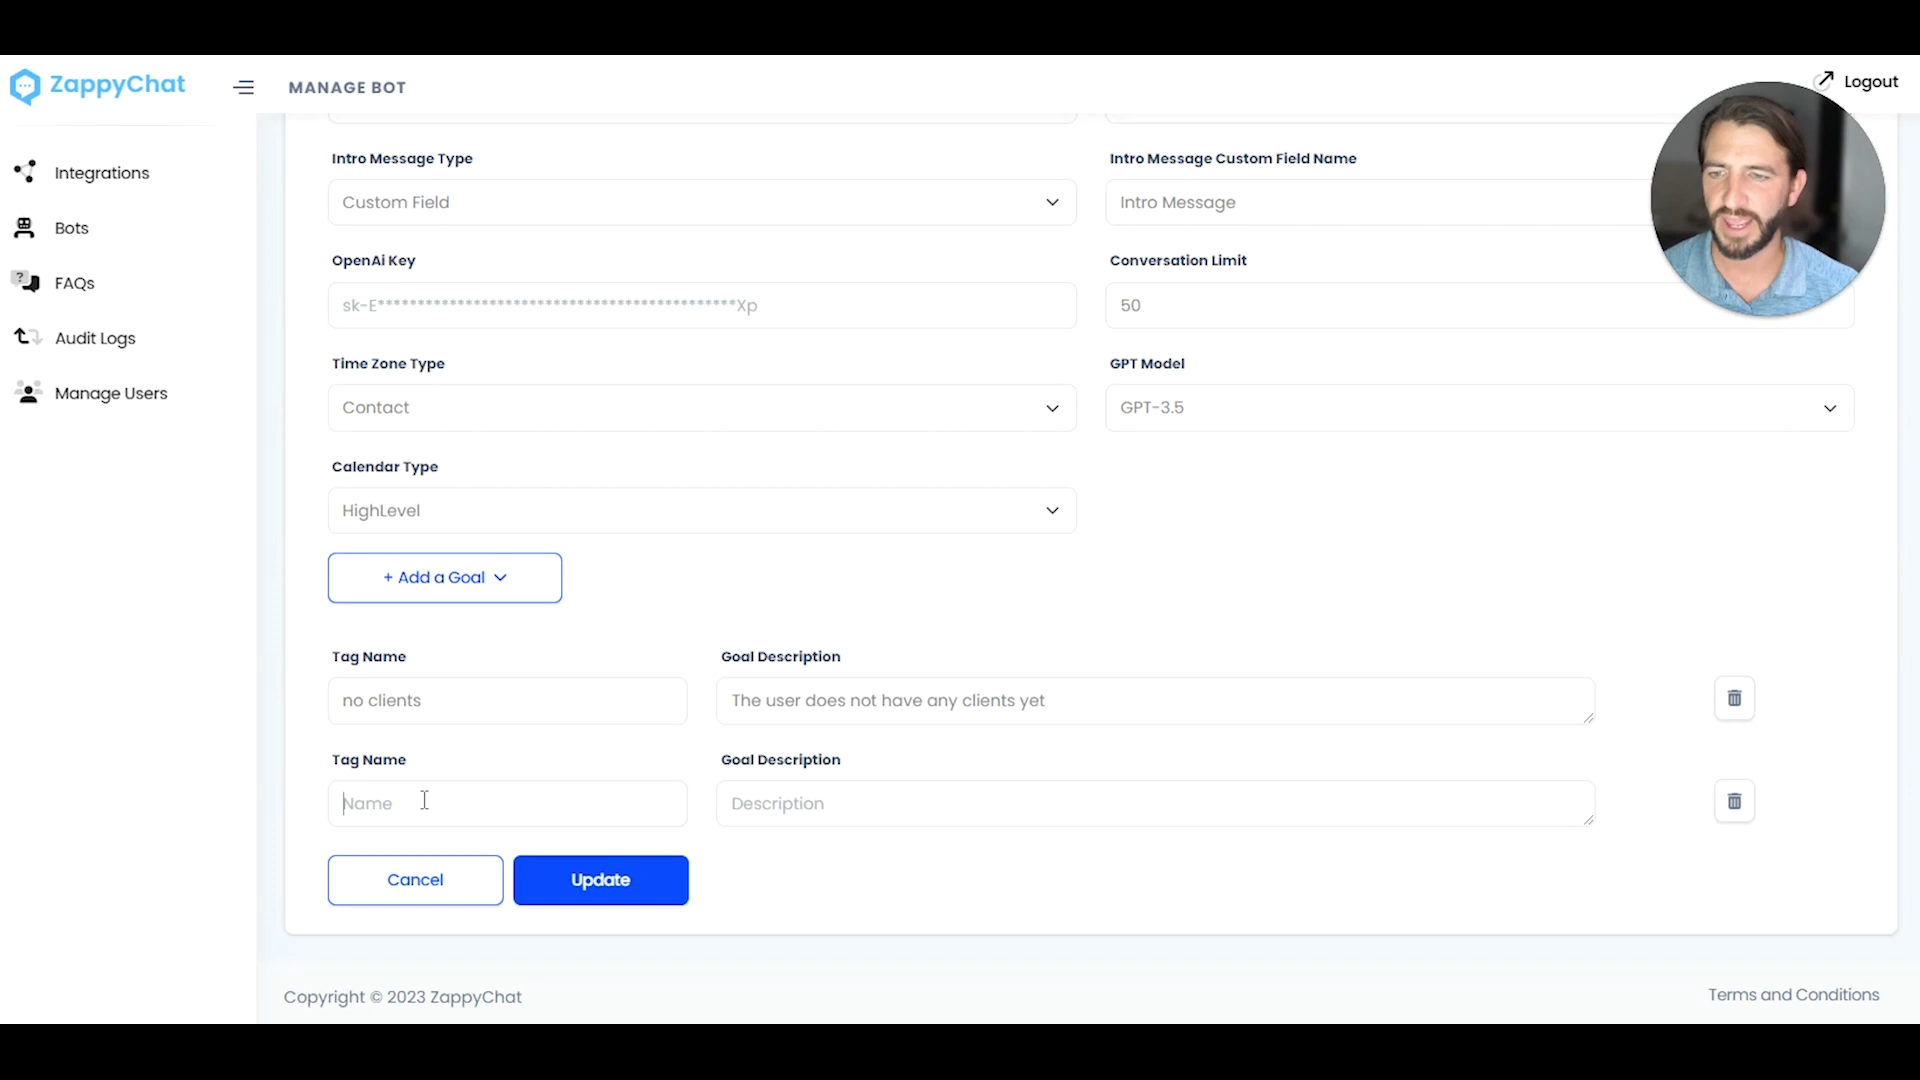 ZappyChat
MANAGE BOT
Logout
Integrations
Bots
FAQs
Audit Logs
Manage Users
Intro Message Type
Intro Message Custom Field Name
Custom Field
Intro Message
OpenAi Key
Conversation Limit
sk-E********************************************Xp
50
Time Zone Type
GPT Model
Contact
GPT-3.5
Calendar Type
HighLevel
+ Add a Goal
Tag Name
Goal Description
no clients
The user does not have any clients yet
Tag Name
Goal Description
Name
Description
Cancel
Update
Copyright © 2023 ZappyChat
Terms and Conditions